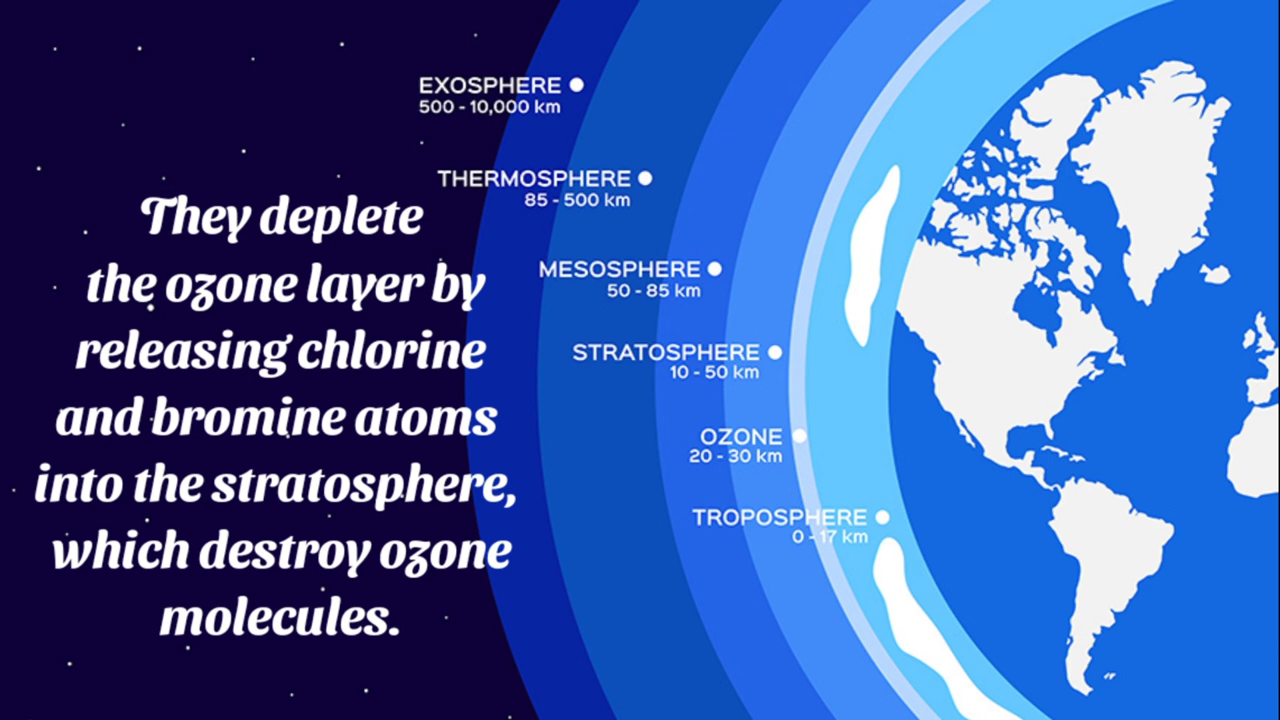 They deplete
the ozone layer by
releasing chlorine
and bromine atoms
into the stratosphere,
which destroy ozone
molecules.
EXOSPHERE
500 - 10,000 km
THERMOSPHERE
85 - 500 km
MESOSPHERE
50 - 85 km
STRATOSPHERE
10 - 50 km
OZONE
20 - 30 km
TROPOSPHERE
0 - 17 km